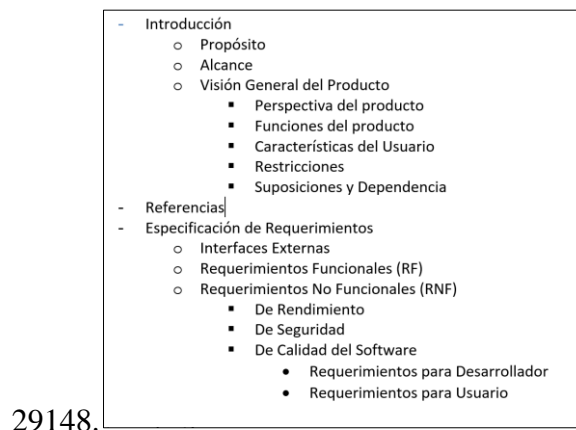 - Introducción
o Propósito
o Alcance
o Visión General del Producto
▪ Perspectiva del producto
▪ Funciones del producto
▪ Características del Usuario
▪ Restricciones
▪ Suposiciones y Dependencia
- Referencias
- Especificación de Requerimientos
o Interfaces Externas
o Requerimientos Funcionales (RF)
o Requerimientos No Funcionales (RNF)
▪ De Rendimiento
▪ De Seguridad
▪ De Calidad del Software
• Requerimientos para Desarrollador
• Requerimientos para Usuario
29148.